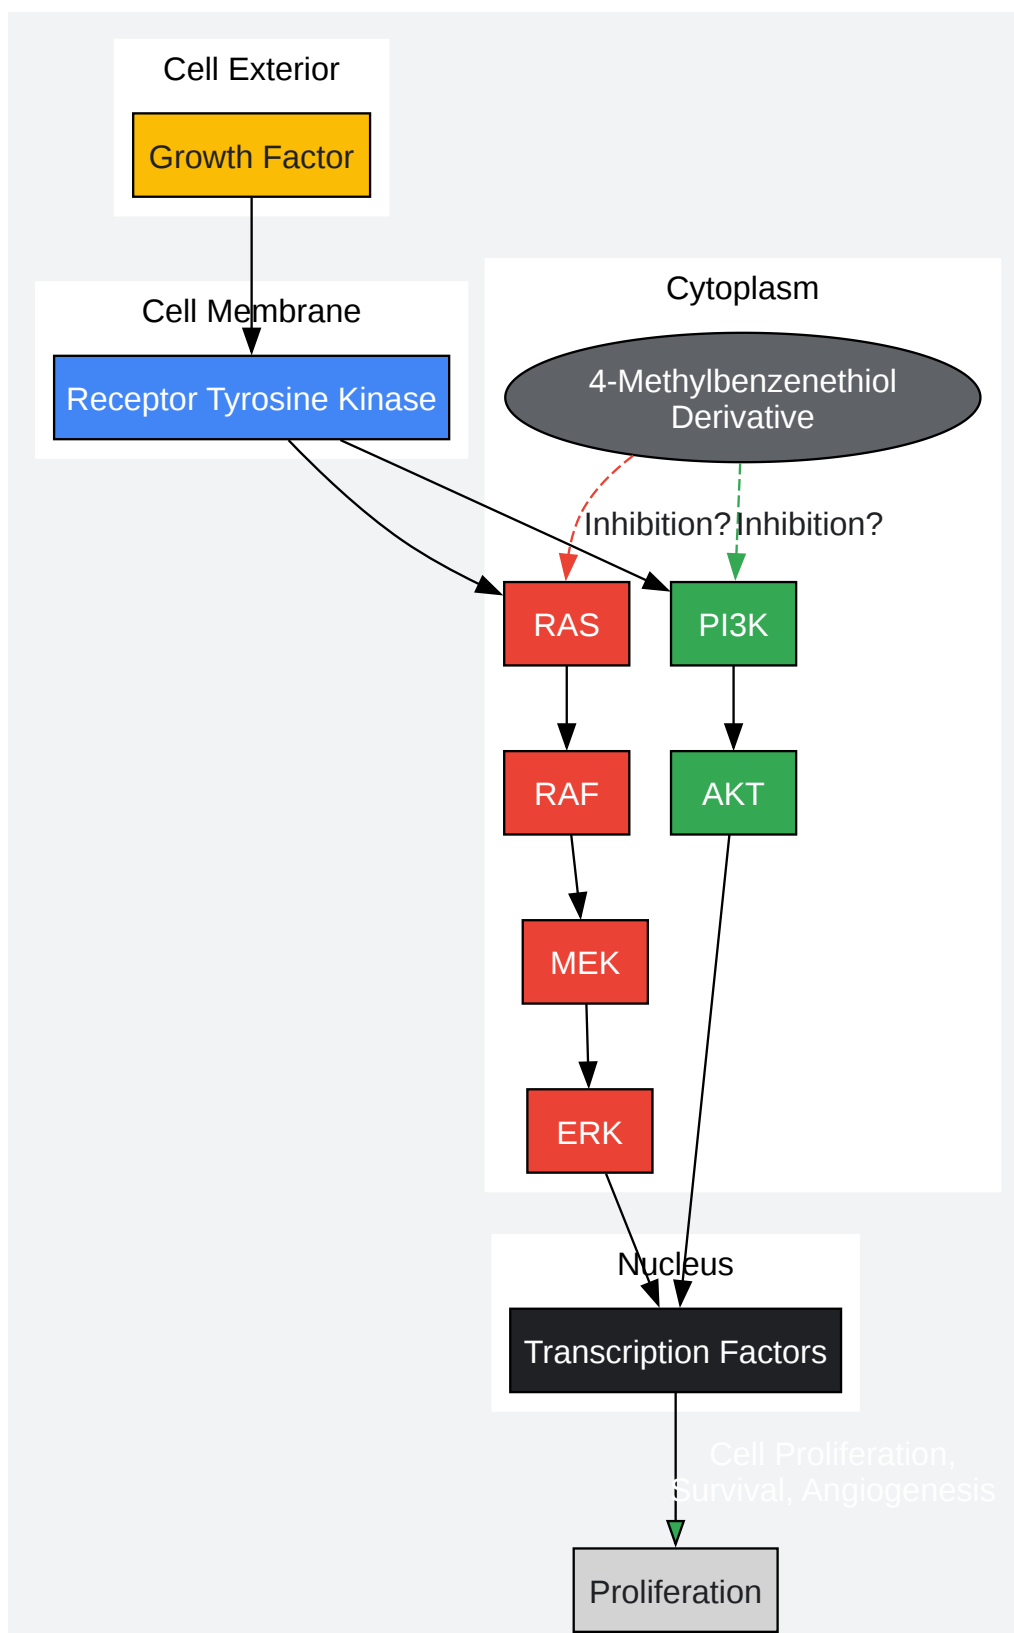 Cell Exterior
Growth Factor
Cell Membrane
Receptor Tyrosine Kinase
Cytoplasm
4-Methylbenzenethiol
Derivative
Inhibition?
Inhibition?
RAS
PI3K
RAF
AKT
MEK
ERK
Nucleus
Transcription Factors
Cell Proliferation,
Survival, Angiogenesis
Proliferation